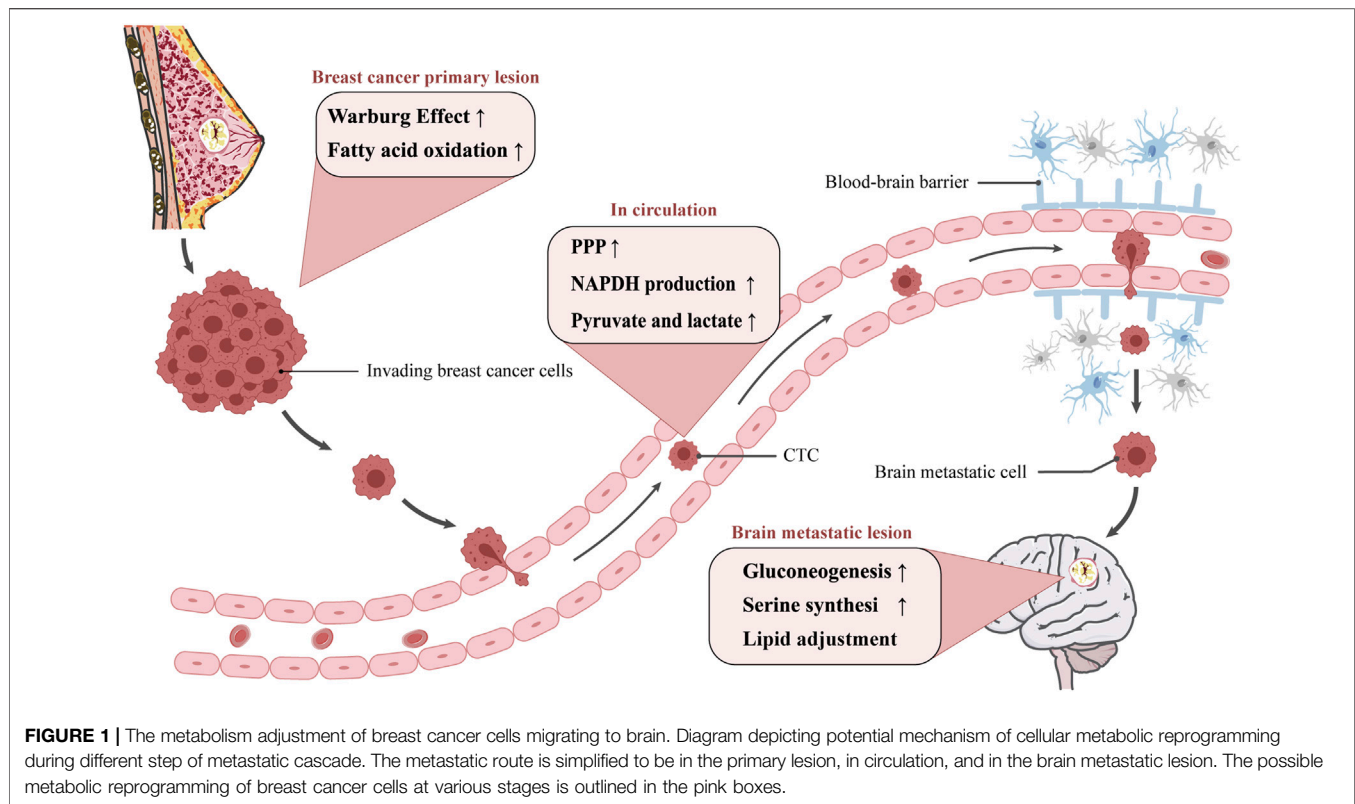 Breast cancer primary lesion
Warburg Effect ↑
Fatty acid oxidation ↑
In circulation
PPP ↑
NAPDH production ↑
Pyruvate and lactate ↑
Blood-brain barrier
Invading breast cancer cells
CTC
Brain metastatic cell
Brain metastatic lesion
Gluconeogenesis ↑
Serine synthesi ↑
Lipid adjustment
FIGURE 1 | The metabolism adjustment of breast cancer cells migrating to brain. Diagram depicting potential mechanism of cellular metabolic reprogramming
during different step of metastatic cascade. The metastatic route is simplified to be in the primary lesion, in circulation, and in the brain metastatic lesion. The possible
metabolic reprogramming of breast cancer cells at various stages is outlined in the pink boxes.